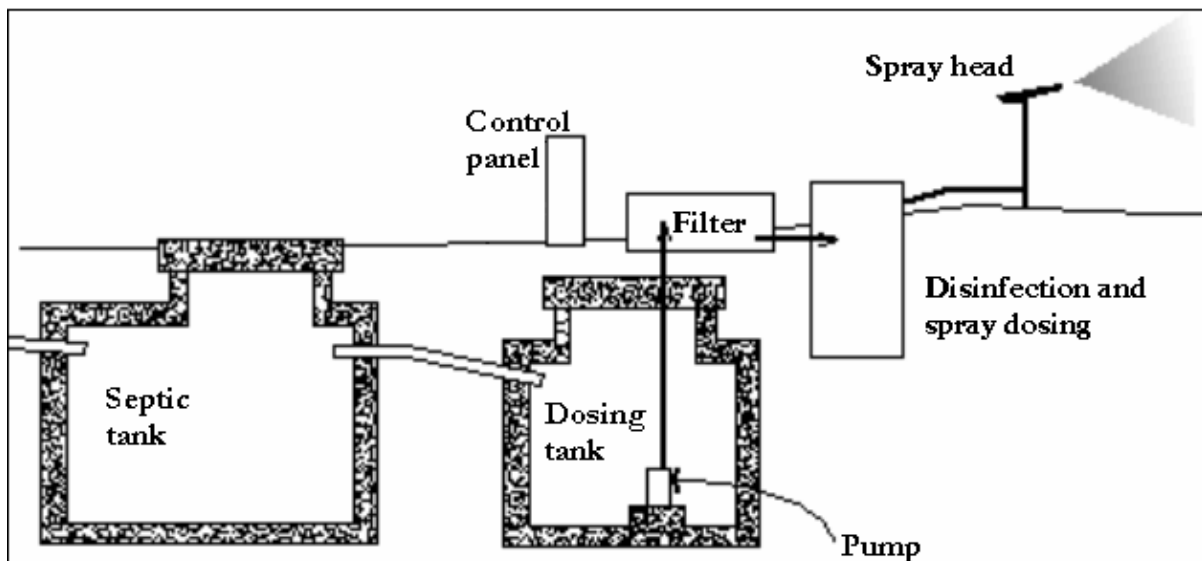 Spray head
Control
panel
Filter
Disinfection and
spray dosing
Septic
tank
Dosing
tank
Pump